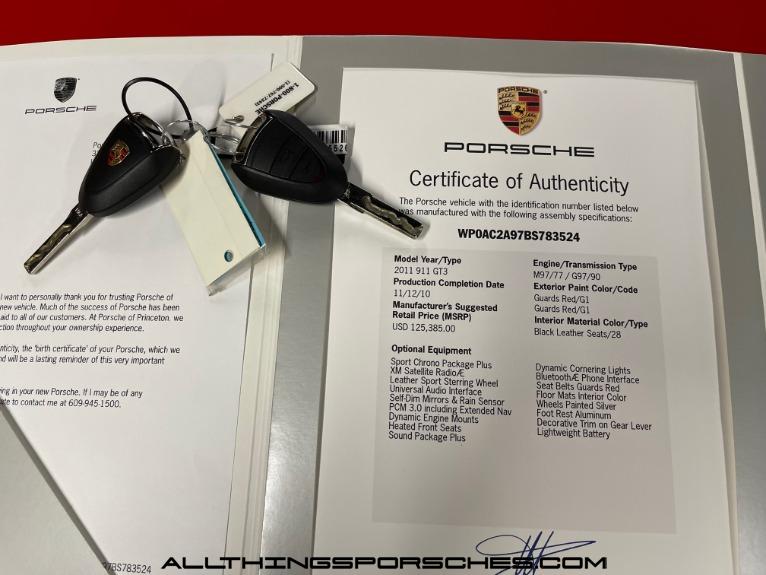 PORSCHE
I want to personally thank you for trusting Porsche of
new vehicle. Much of the success of Porsche has been
aid to all of our customers. At Porsche of Princeton, we
ction throughout your ownership experience.
nticity, the 'birth certificate' of your Porsche, which we
nd will be a lasting reminder of this very important
ing in your new Porsche. If I may be of any
ate to contact me at 609-945-1500.
97BS783524
1-800-PORSCHE
PORSCHE
Certificate of Authenticity
The Porsche vehicle with the identification number listed below
was manufactured with the following assembly specifications:
WP0AC2A97BS783524
Model Year/Type
2011 911 GT3
Production Completion Date
11/12/10
Manufacturer's Suggested
Retail Price (MSRP)
USD 125,385.00
Engine/Transmission Type
M97/77 / G97/90
Exterior Paint Color/Code
Guards Red/G1
Guards Red/G1
Interior Material Color/Type
Black Leather Seats/28
Optional Equipment
Sport Chrono Package Plus
XM Satellite RadioÆ
Leather Sport Sterring Wheel
Universal Audio Interface
Self-Dim Mirrors & Rain Sensor
PCM 3.0 including Extended Nav
Dynamic Engine Mounts
Heated Front Seats
Sound Package Plus
Dynamic Cornering Lights
BluetoothÆ Phone Interface
Seat Belts Guards Red
Floor Mats Interior Color
Wheels Painted Silver
Foot Rest Aluminum
Decorative Trim on Gear Lever
Lightweight Battery
ALLTHINGSPORSCHES.COM